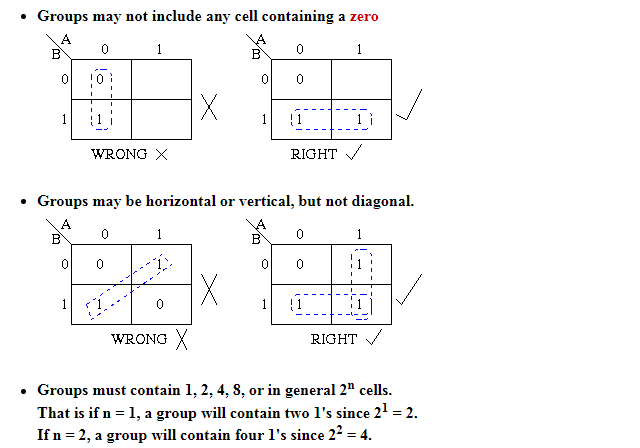 • Groups may not include any cell containing a zero
A A
B 0 1 B 0 1
0 0 0 0
1 1 1 1 1
WRONG RIGHT
• Groups may be horizontal or vertical, but not diagonal.
A A
B 0 1 B 0 1
0 0 1 0 0 1
1 1 0 1 1 1
WRONG RIGHT
• Groups must contain 1, 2, 4, 8, or in general 2ⁿ cells.
That is if n = 1, a group will contain two 1's since 2¹ = 2.
If n = 2, a group will contain four 1's since 2² = 4.